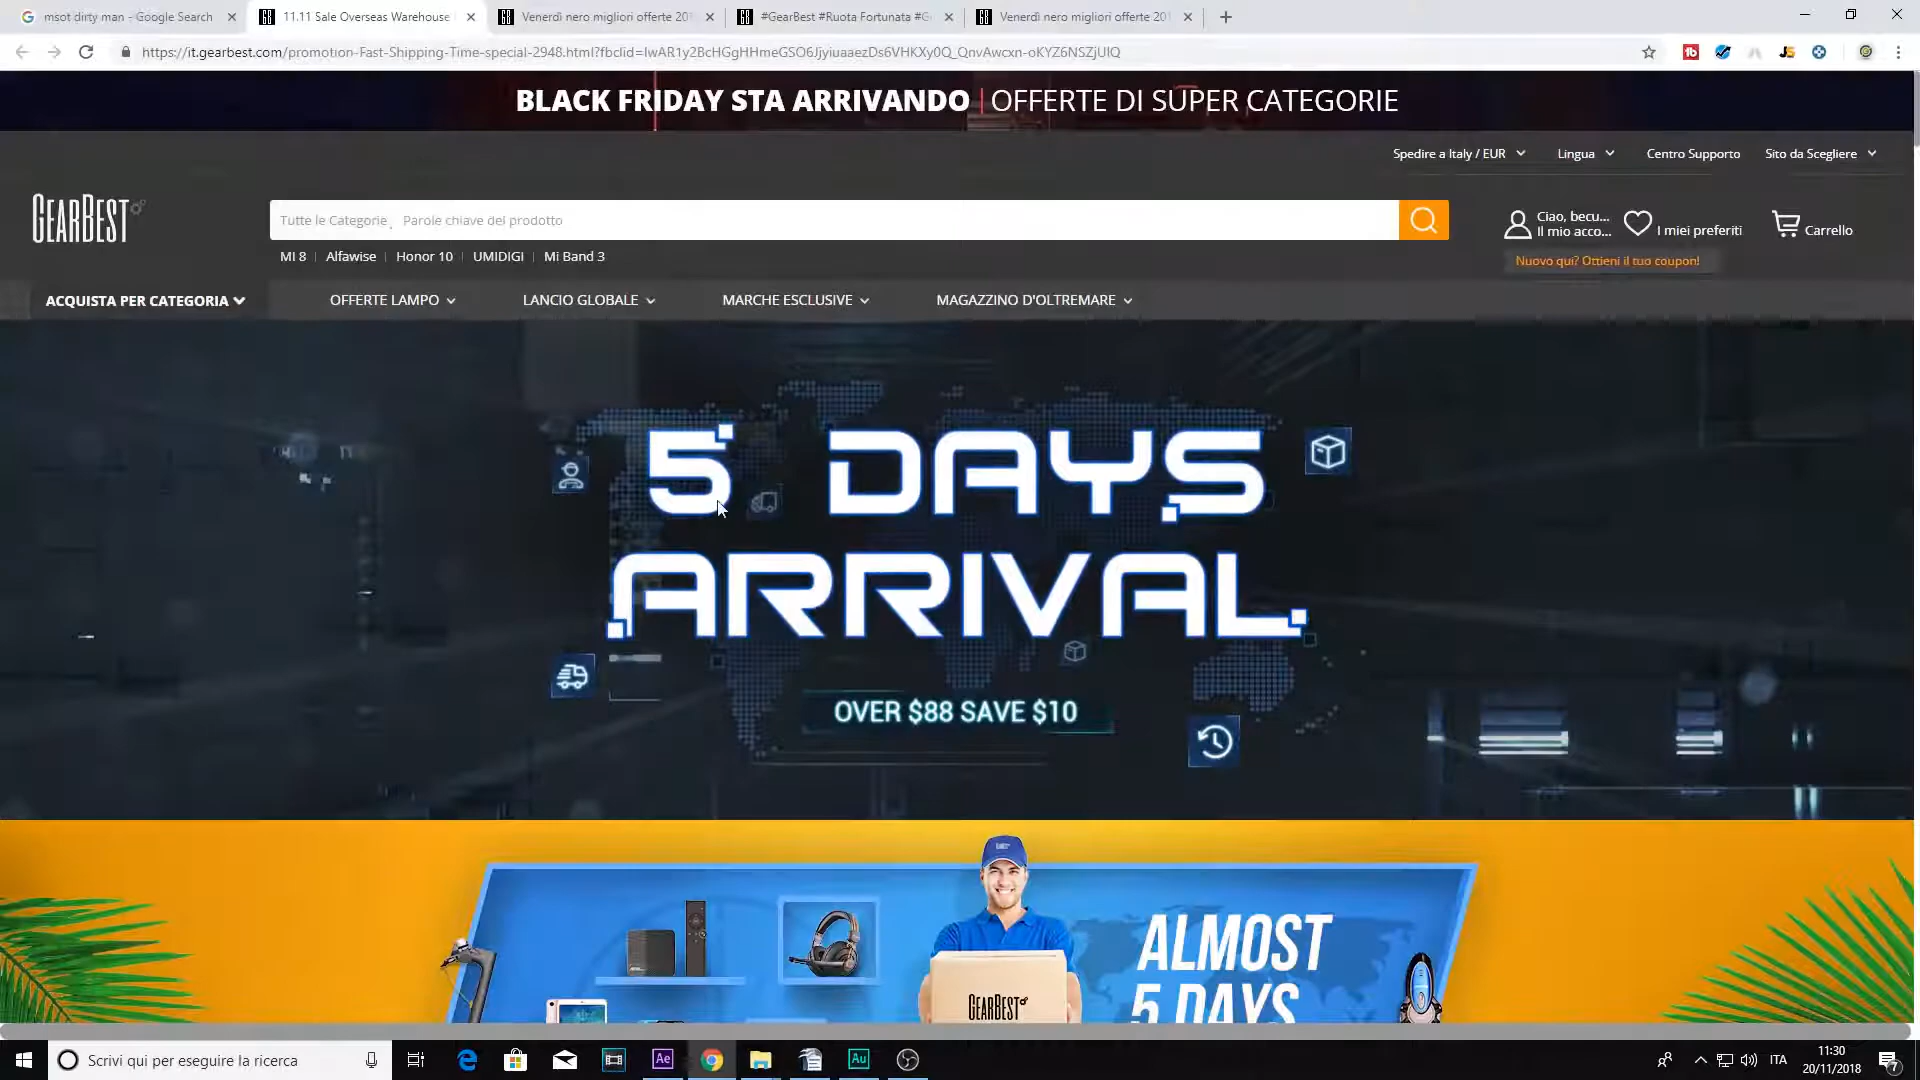 msot dirty man - Google Search
11.11 Sale Overseas Warehouse
Venerdì nero migliori offerte 201
#GearBest #Ruota Fortunata #G
Venerdì nero migliori offerte 201
https://it.gearbest.com/promotion-Fast-Shipping-Time-special-2948.html?fbclid=IwAR1y2BcHGgHHmeGSO6JjyiuaaezDs6VHKXy0Q_QnvAwcxn-oKYZ6NSZjUlQ
BLACK FRIDAY STA ARRIVANDO | OFFERTE DI SUPER CATEGORIE
Spedire a Italy / EUR
Lingua
Centro Supporto
Sito da Scegliere
GEARBEST
Tutte le Categorie
Parole chiave del prodotto
Ciao, becu...
Il mio acco...
I miei preferiti
Carrello
MI 8
Alfawise
Honor 10
UMIDIGI
Mi Band 3
Nuovo qui? Ottieni il tuo coupon!
ACQUISTA PER CATEGORIA
OFFERTE LAMPO
LANCIO GLOBALE
MARCHE ESCLUSIVE
MAGAZZINO D'OLTREMARE
5 DAYS
ARRIVAL
OVER $88 SAVE $10
ALMOST
5 DAYS
GEARBEST
Scrivi qui per eseguire la ricerca
Ae
Au
ITA
11:30
20/11/2018
7